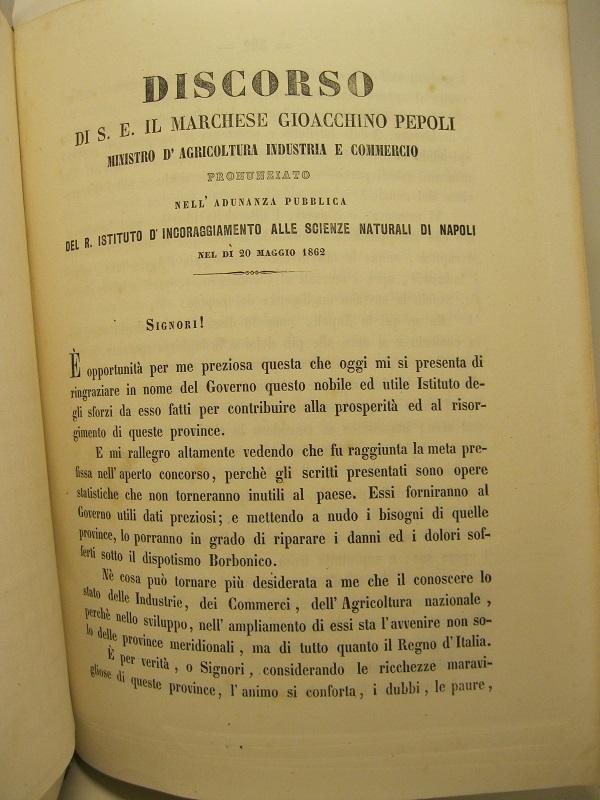 DISCORSO
DI S. E. IL MARCHESE GIOACCHINO PEPOLI
MINISTRO D' AGRICOLTURA INDUSTRIA E COMMERCIO
PRONUNZIATO
NELL' ADUNANZA PUBBLICA
DEL R. ISTITUTO D' INCORAGGIAMENTO ALLE SCIENZE NATURALI DI NAPOLI
NEL DÌ 20 MAGGIO 1862
SIGNORI!
È opportunità per me preziosa questa che oggi mi si presenta di
ringraziare in nome del Governo questo nobile ed utile Istituto de-
gli sforzi da esso fatti per contribuire alla prosperità ed al risor-
gimento di queste province.
E mi rallegro altamente vedendo che fu raggiunta la meta pre-
fissa nell' aperto concorso, perchè gli scritti presentati sono opere
statistiche che non torneranno inutili al paese. Essi forniranno al
Governo utili dati preziosi; e mettendo a nudo i bisogni di quelle
province, lo porranno in grado di riparare i danni ed i dolori sof-
ferti sotto il dispotismo Borbonico.
Nè cosa può tornare più desiderata a me che il conoscere lo
stato delle Industrie, dei Commerci, dell' Agricoltura nazionale,
perchè nello sviluppo, nell' ampliamento di essi sta l' avvenire non so-
lo delle province meridionali, ma di tutto quanto il Regno d' Italia.
È per verità, o Signori, considerando le ricchezze maravi-
gliose di queste province, l' animo si conforta, i dubbi, le paure,